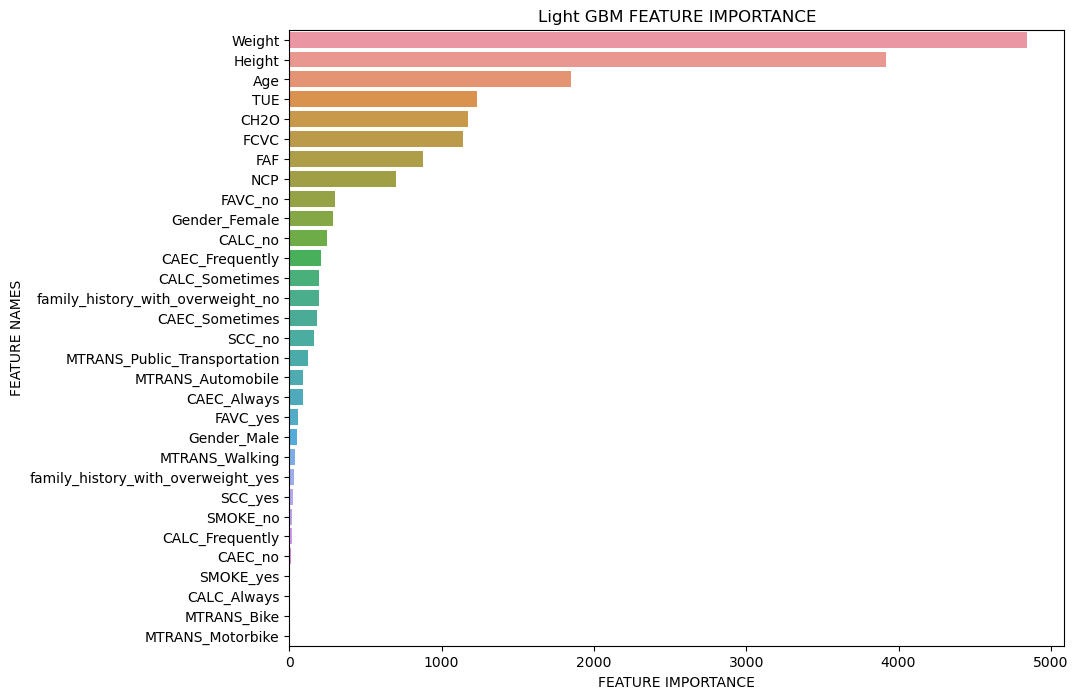 Light GBM FEATURE IMPORTANCE
Weight
Height
Age
TUE
CH2O
FCVC
FAF
NCP
FAVC_no
Gender_Female
CALC_no
CAEC_Frequently
CALC_Sometimes
family_history_with_overweight_no
CAEC_Sometimes
SCC_no
MTRANS_Public_Transportation
MTRANS_Automobile
CAEC_Always
FAVC_yes
Gender_Male
MTRANS_Walking
family_history_with_overweight_yes
SCC_yes
SMOKE_no
CALC_Frequently
CAEC_no
SMOKE_yes
CALC_Always
MTRANS_Bike
MTRANS_Motorbike
FEATURE NAMES
0 1000 2000 3000 4000 5000
FEATURE IMPORTANCE